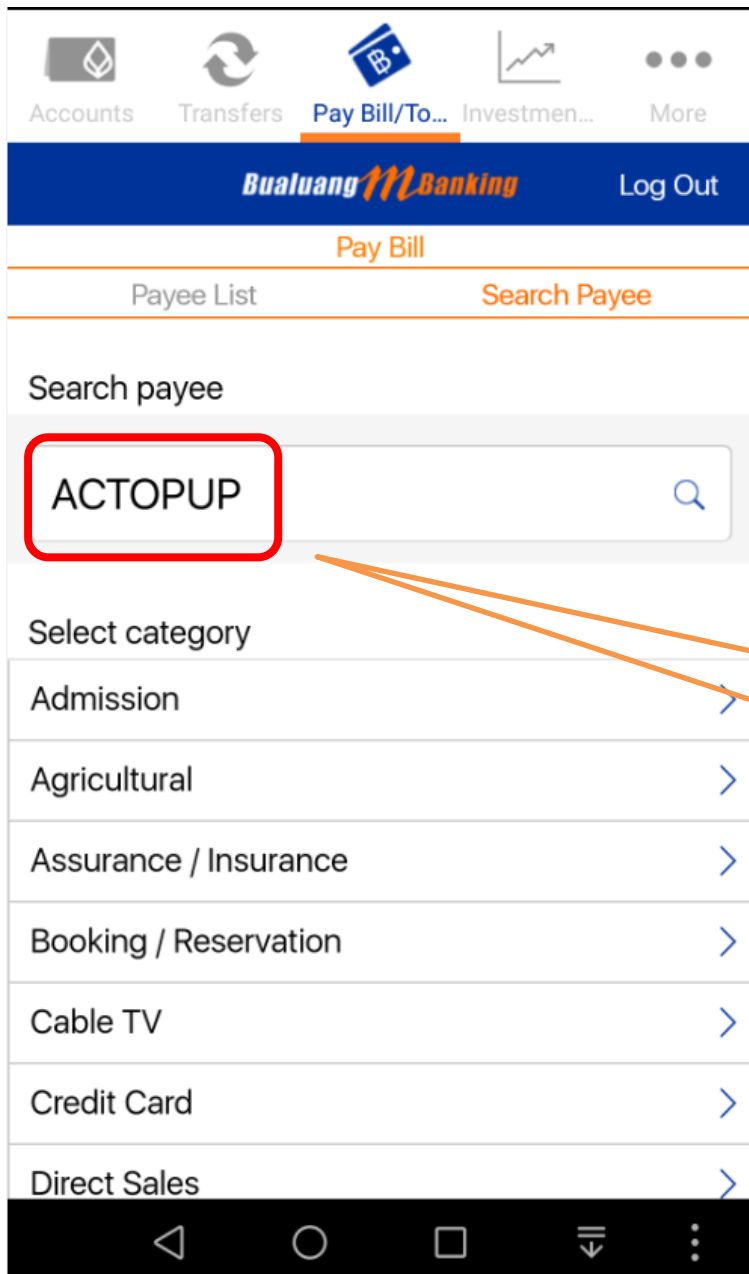 Accounts Transfers Pay Bill/To... Investmen... More
Bualuang mBanking Log Out
Pay Bill
Payee List Search Payee
Search payee
ACTOPUP
Select category
Admission
Agricultural
Assurance / Insurance
Booking / Reservation
Cable TV
Credit Card
Direct Sales